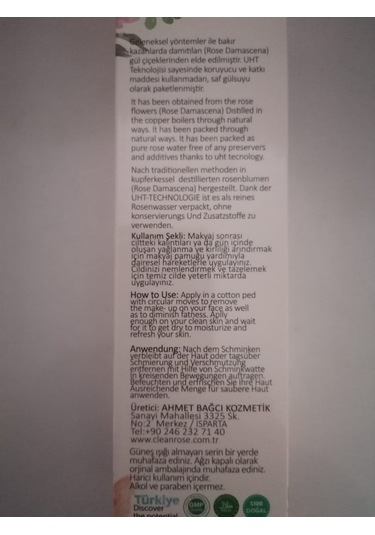 Geleneksel yöntemler ile bakır
kazanlarda damıtılan (Rose Damascena)
gül çiçeklerinden elde edilmiştir. UHT
Teknolojisi sayesinde koruyucu ve katkı
maddesi kullanmadan, saf gülsuyu
olarak paketlenmiştir.
It has been obtained from the rose
flowers (Rose Damascena) Distilled in
the copper boilers through natural
ways. It has been packed through
natural ways. It has been packed as
pure rose water free of any preservers
and additives thanks to uht tecnology.
Nach traditionellen methoden in
kupferkessel destillierten rosenblumen
(Rose Damascena) hergestellt. Dank der
UHT-TECHNOLOGIE ist es als reines
Rosenwasser verpackt, ohne
konservierungs Und Zusatzstoffe zu
verwenden.
Kullanım Şekli: Makyaj sonrası
ciltteki kalıntıları ya da gün içinde
oluşan yağlanma ve kirliliği arındırmak
için makyaj pamuğu yardımıyla
dairesel hareketlerle uygulayınız.
Cildinizi nemlendirmek ve tazelemek
için temiz cilde yeterli miktarda
uygulayınız.
How to Use: Apply in a cotton ped
with circular moves to remove
the make- up on your face as well
as to diminish fatness. Aply
enough on your clean skin and wait
for it to get dry to moisturize and
refresh your skin.
Anwendung: Nach dem Schminken
verbleibt auf der Haut oder tagsüber
Schmierung und Verschmutzung
entfernen mit Hilfe von Schminkwatte
in kreisenden Bewegungen auftragen.
Befeuchten und erfrischen Sie Ihre Haut
Ausreichende Menge für saubere Haut
anwenden.
Üretici: AHMET BAĞCI KOZMETİK
Sanayi Mahallesi 3325 Sk.
No:2 Merkez / ISPARTA
Tel:+90 246 232 71 40
www.cleanrose.com.tr
Güneş ışığı almayan serin bir yerde
muhafaza ediniz. Ağzı kapalı olarak
orjinal ambalajında muhafaza ediniz.
Harici kullanım içindir.
Alkol ve paraben içermez.
Türkiye
Discover
the potential
GMP
%100
DOĞAL